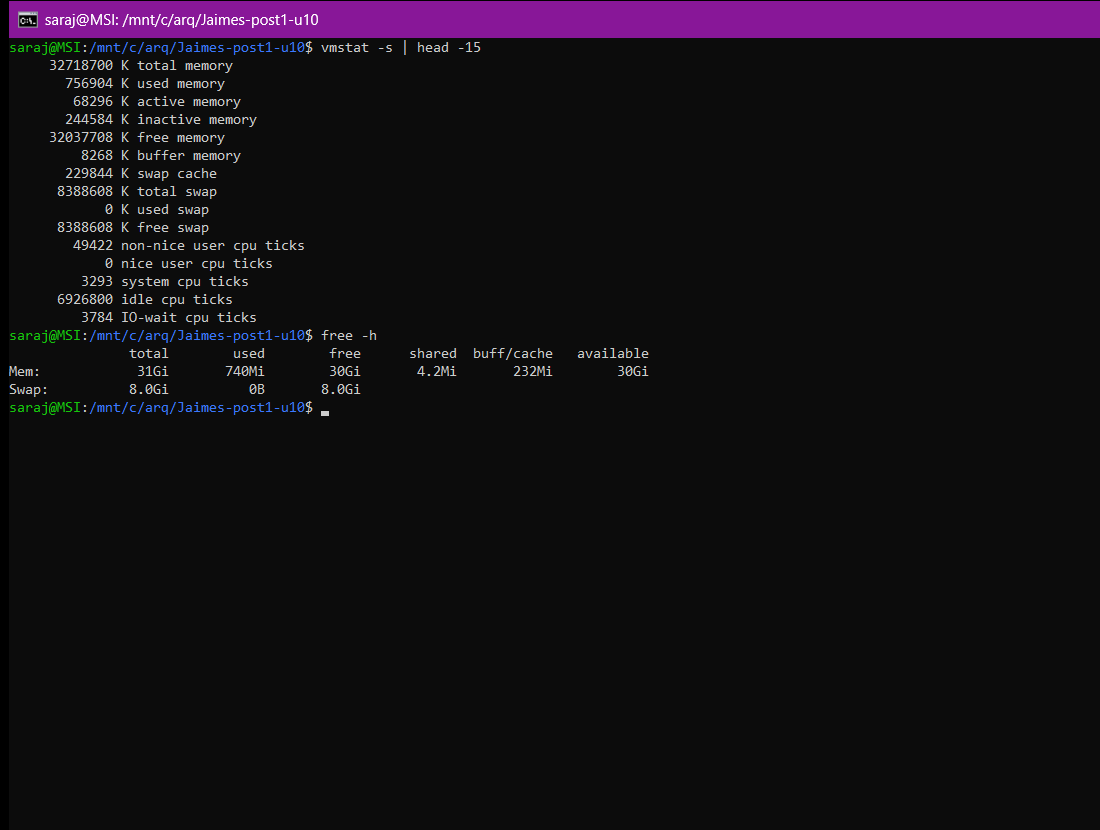 saraj@MSI: /mnt/c/arq/Jaimes-post1-u10
saraj@MSI:/mnt/c/arq/Jaimes-post1-u10$ vmstat -s | head -15
     32718700 K total memory
       756904 K used memory
        68296 K active memory
       244584 K inactive memory
     32037708 K free memory
         8268 K buffer memory
       229844 K swap cache
      8388608 K total swap
            0 K used swap
      8388608 K free swap
        49422 non-nice user cpu ticks
            0 nice user cpu ticks
         3293 system cpu ticks
      6926800 idle cpu ticks
         3784 IO-wait cpu ticks
saraj@MSI:/mnt/c/arq/Jaimes-post1-u10$ free -h
               total        used        free      shared  buff/cache   available
Mem:            31Gi       740Mi        30Gi       4.2Mi       232Mi        30Gi
Swap:          8.0Gi          0B       8.0Gi
saraj@MSI:/mnt/c/arq/Jaimes-post1-u10$